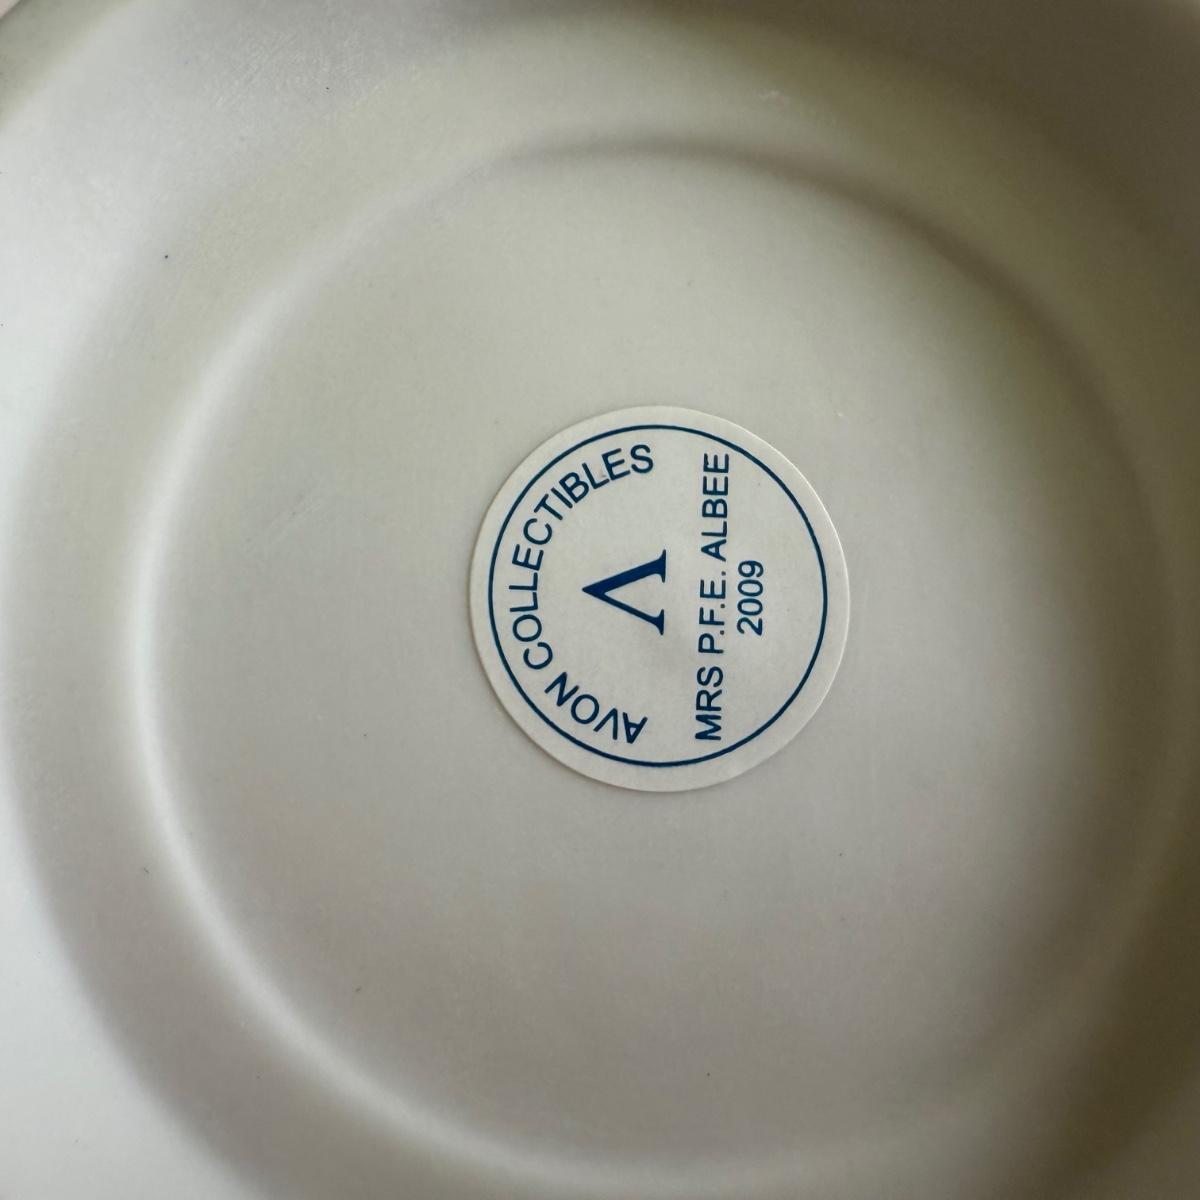 AVON COLLECTIBLES
Λ
MRS P.F.E. ALBEE
2009